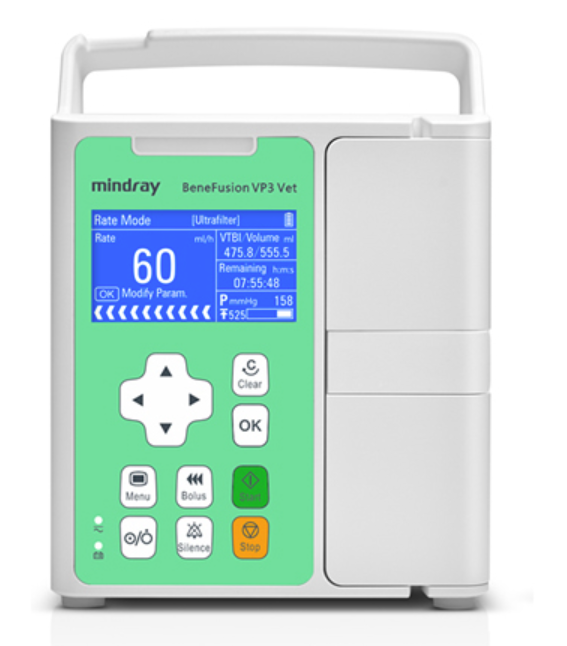 mindray BeneFusion VP3 Vet
Rate Mode [Ultrafilter]
Rate ml/h VTBI/Volume ml
475.8/555.5
60
Remaining h:m:s
07:55:48
OK Modify Param.
P mmHg 158
525
C
Clear
OK
Menu
Bolus
Start
Silence
Stop